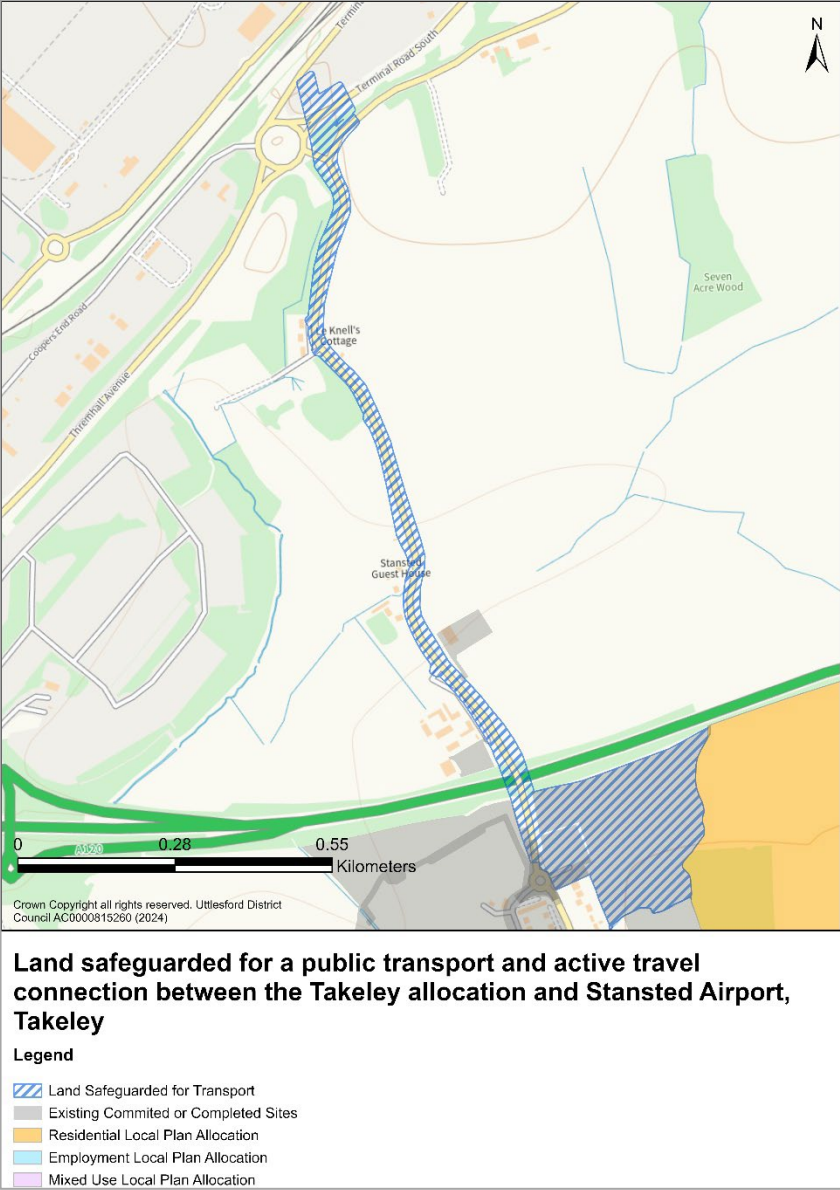 N
Terminal Road South
Coopers End Road
Thremhall Avenue
Seven
Acre Wood
Cottage
Stansted
Guest House
A120
0 0.28 0.55
Kilometers
Crown Copyright all rights reserved. Uttlesford District
Council AC0000815260 (2024)
Land safeguarded for a public transport and active travel
connection between the Takeley allocation and Stansted Airport,
Takeley
Legend
Land Safeguarded for Transport
Existing Commited or Completed Sites
Residential Local Plan Allocation
Employment Local Plan Allocation
Mixed Use Local Plan Allocation